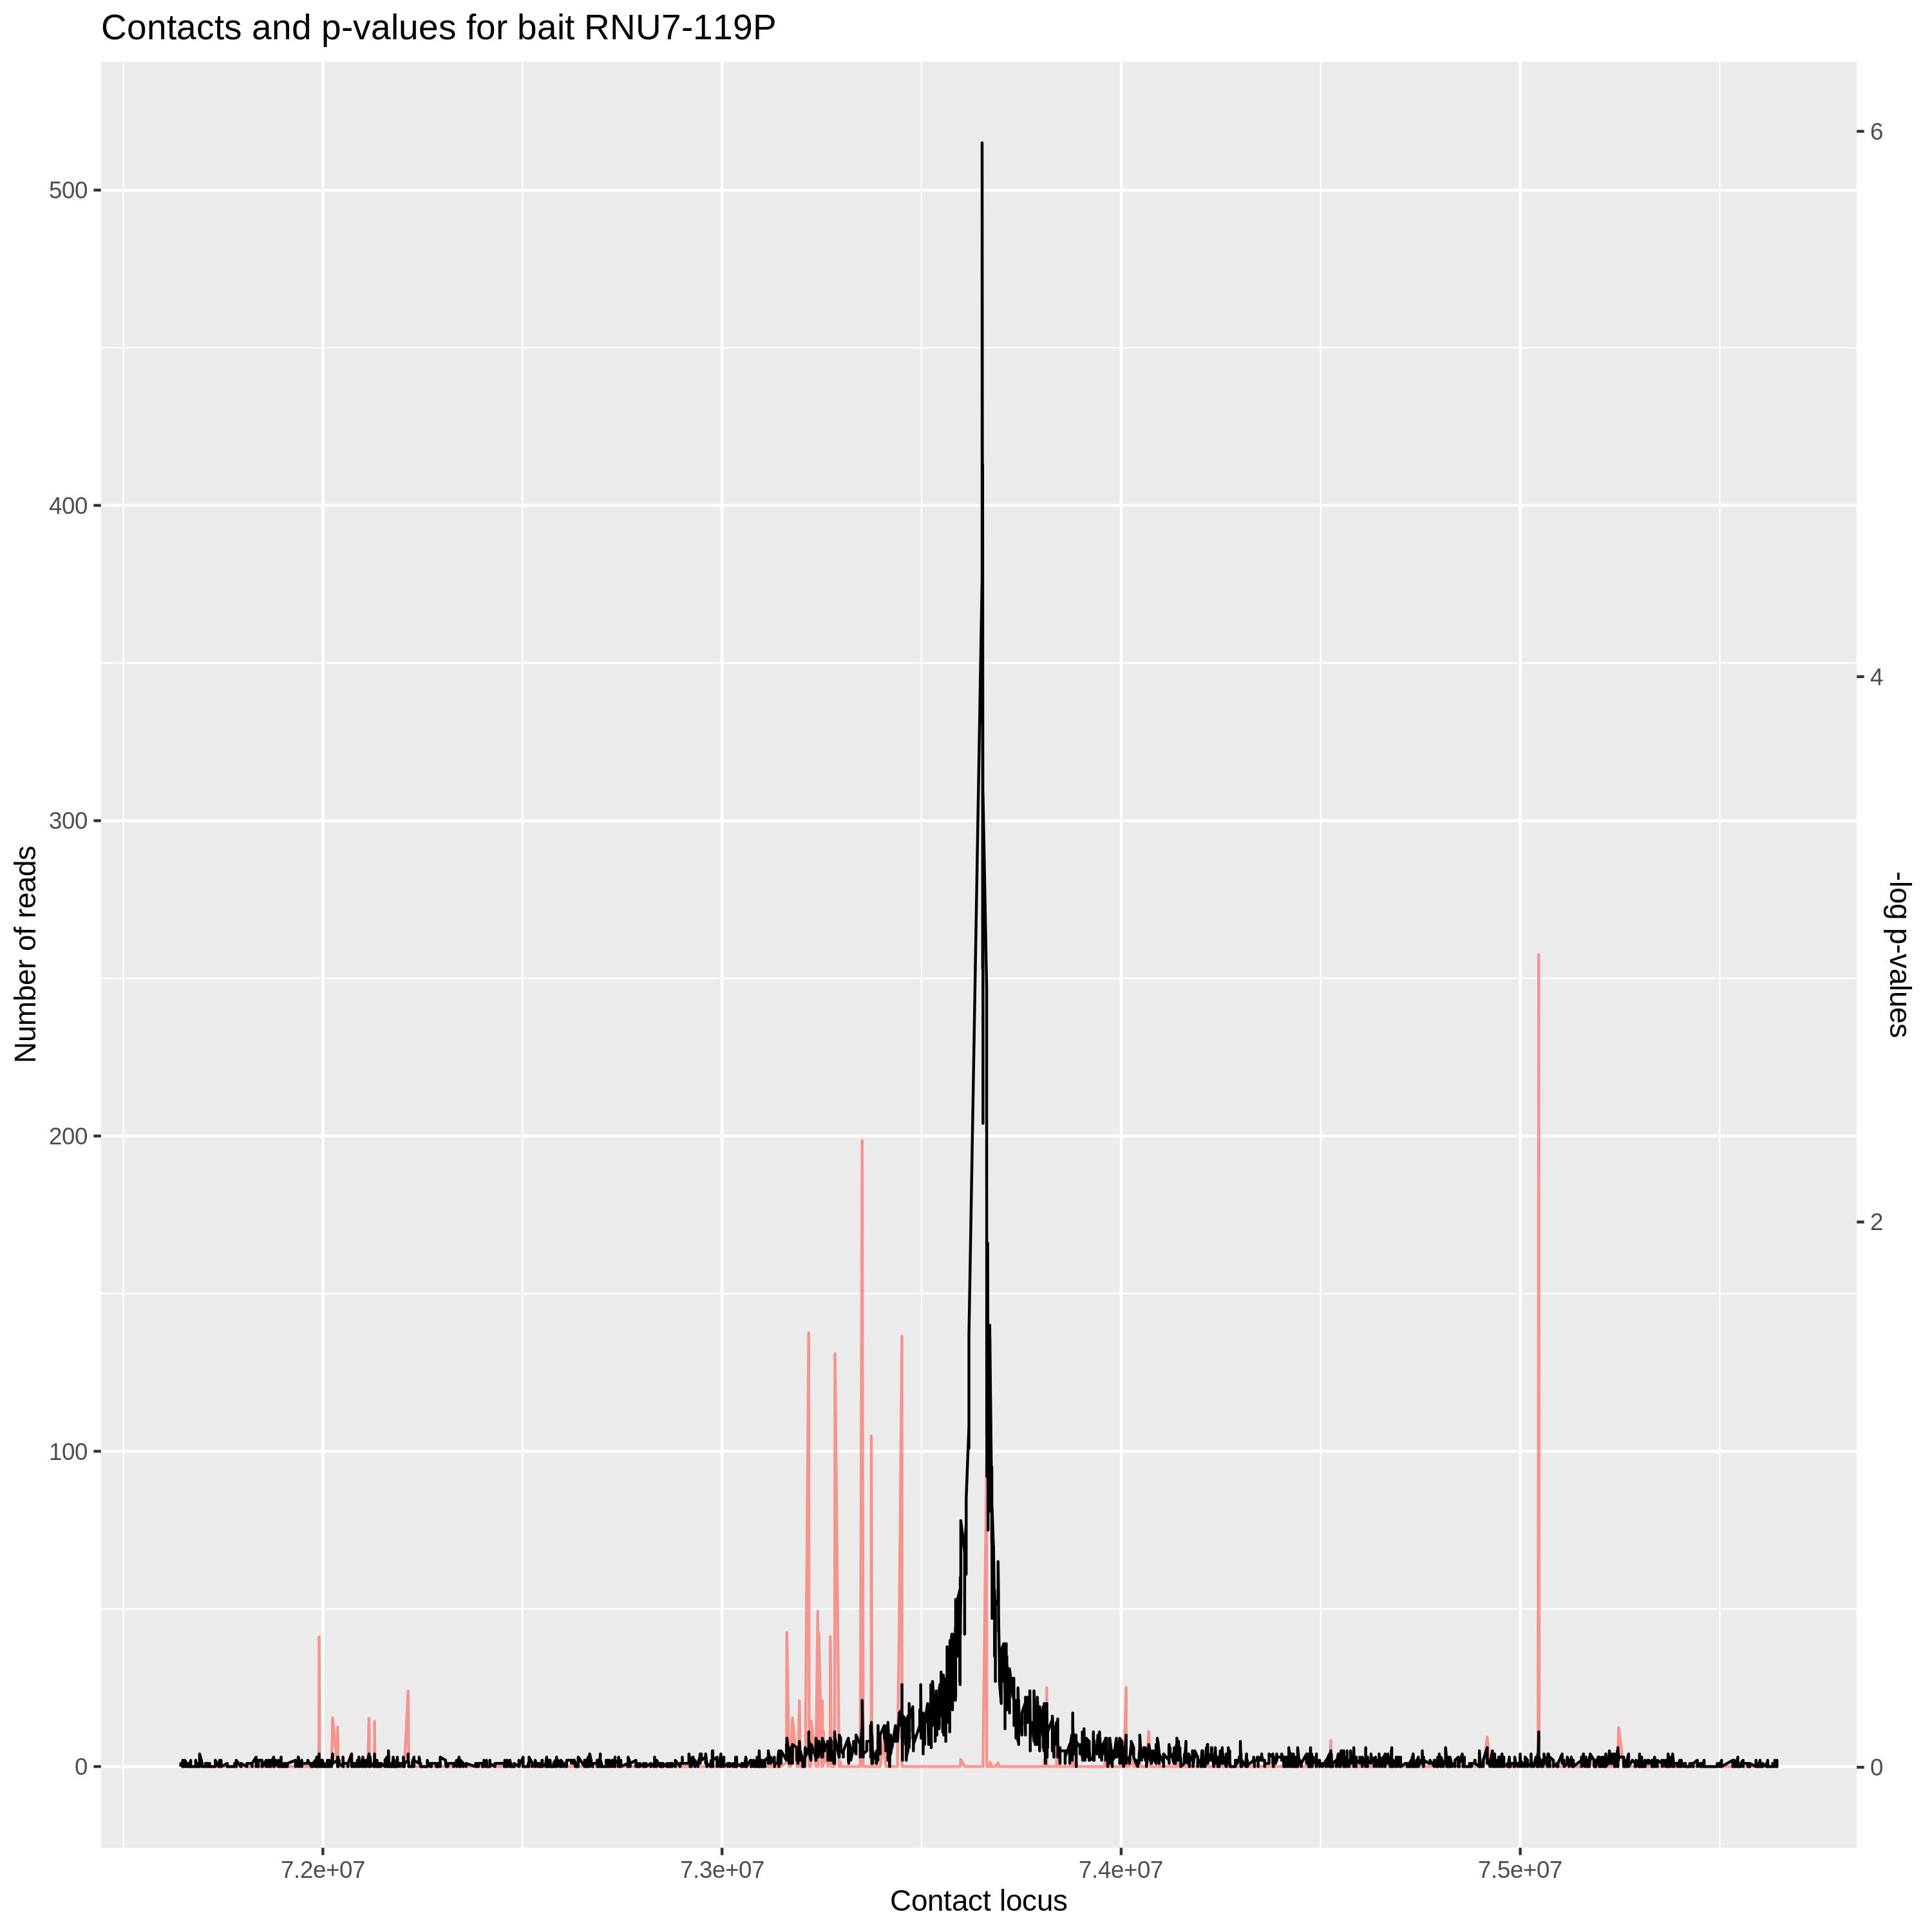 Contacts and p-values for bait RNU7-119P
6
500
400
4
300
Number of reads
-log p-values
200
2
100
0
0
7.2e+07
7.3e+07
7.4e+07
7.5e+07
Contact locus